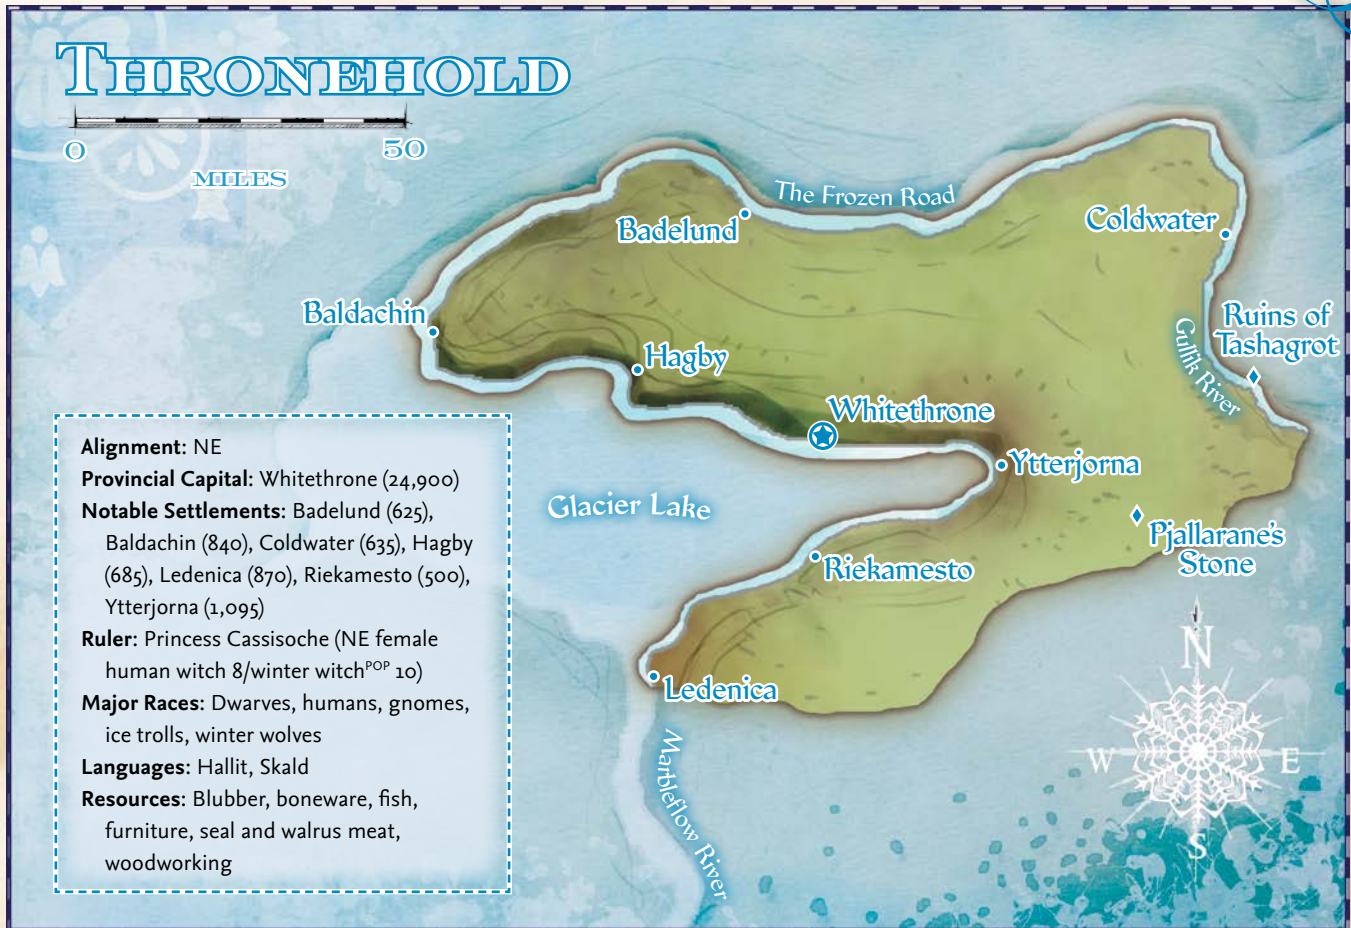 THRONEHOLD
0 50
MILES
The Frozen Road
Badelund
Coldwater
Baldachin
Ruins of
Tashagrot
Gullik River
Hagby
Whitethrone
Ytterjorna
Glacier Lake
Pjallarane's
Stone
Riekamesto
Ledenica
Marbleflow River
N
W E
S
Alignment: NE
Provincial Capital: Whitethrone (24,900)
Notable Settlements: Badelund (625),
Baldachin (840), Coldwater (635), Hagby
(685), Ledenica (870), Riekamesto (500),
Ytterjorna (1,095)
Ruler: Princess Cassisoche (NE female
human witch 8/winter witchPOP 10)
Major Races: Dwarves, humans, gnomes,
ice trolls, winter wolves
Languages: Hallit, Skald
Resources: Blubber, boneware, fish,
furniture, seal and walrus meat,
woodworking